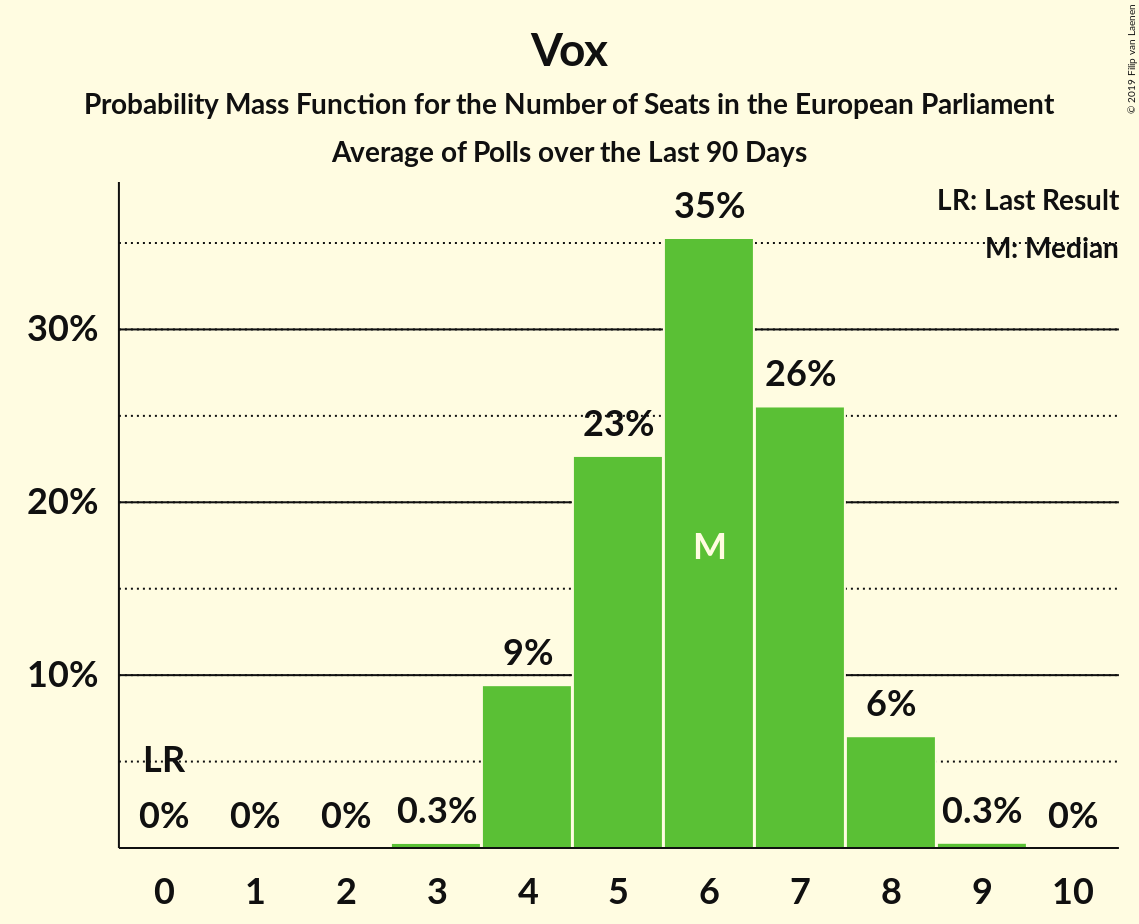 Vox
Probability Mass Function for the Number of Seats in the European Parliament
Average of Polls over the Last 90 Days
© 2019 Filip van Laenen
LR: Last Result
M: Median
35%
30%
26%
23%
20%
M
10%
9%
6%
LR
0%
0%
0%
0.3%
0.3%
0%
0 1 2 3 4 5 6 7 8 9 10